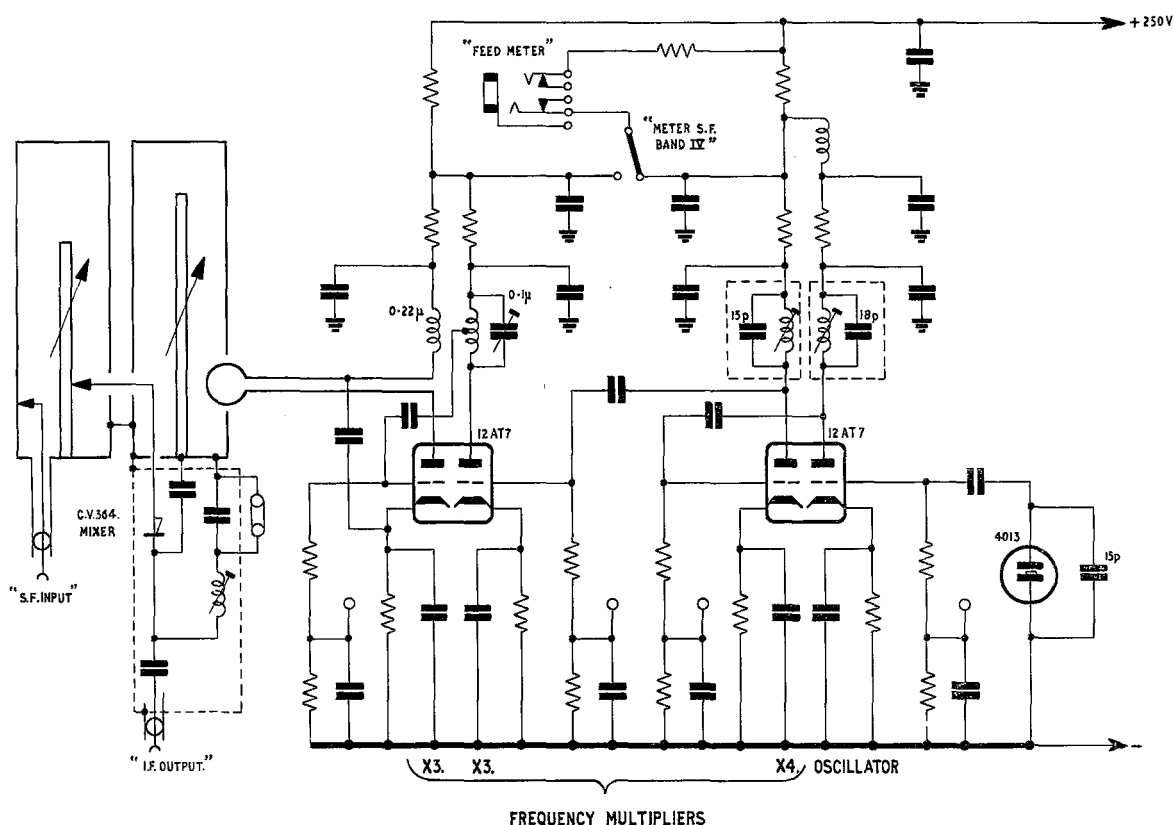 +250V
"FEED METER"
"METER S.F.
BAND IV"
0·22µ
0·1µ
15p
18p
12AT7
12AT7
C.V.364.
MIXER
4013
15p
"S.F. INPUT"
"I.F. OUTPUT."
-
X3.
X3.
X4.
OSCILLATOR
FREQUENCY MULTIPLIERS